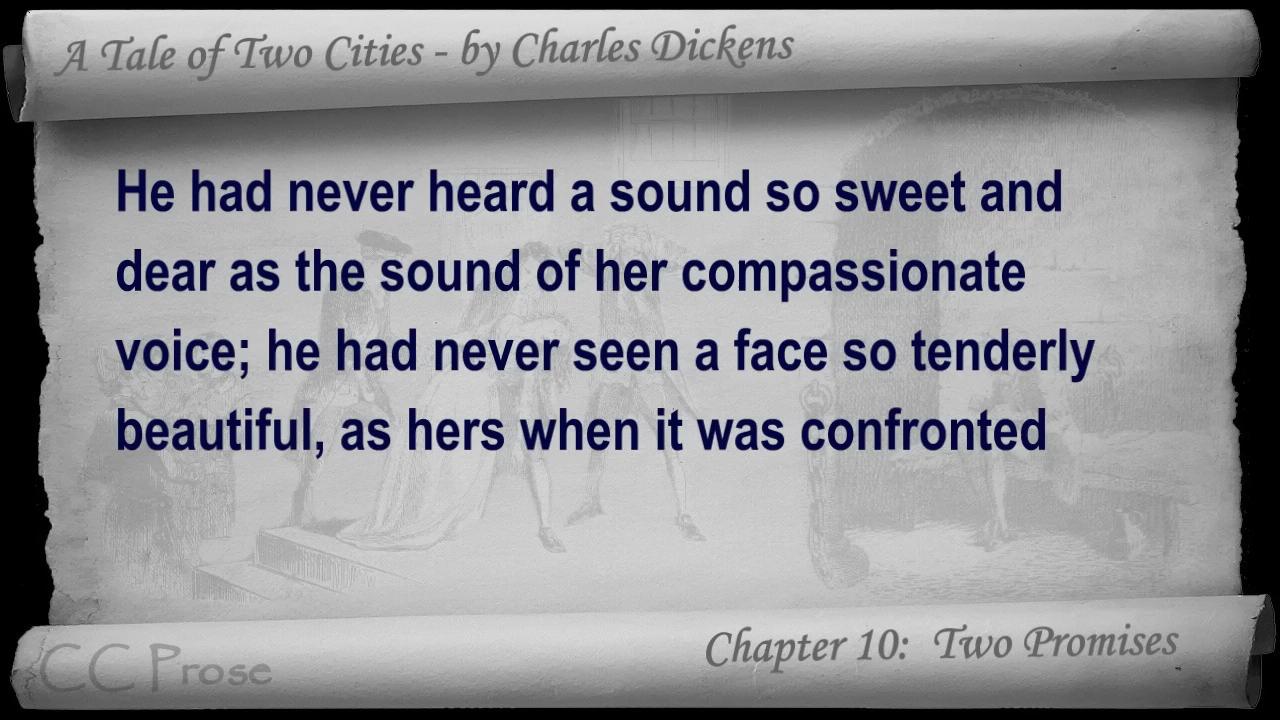 A Tale of Two Cities - by Charles Dickens
He had never heard a sound so sweet and
dear as the sound of her compassionate
voice; he had never seen a face so tenderly
beautiful, as hers when it was confronted
Chapter 10: Two Promises
CC Prose